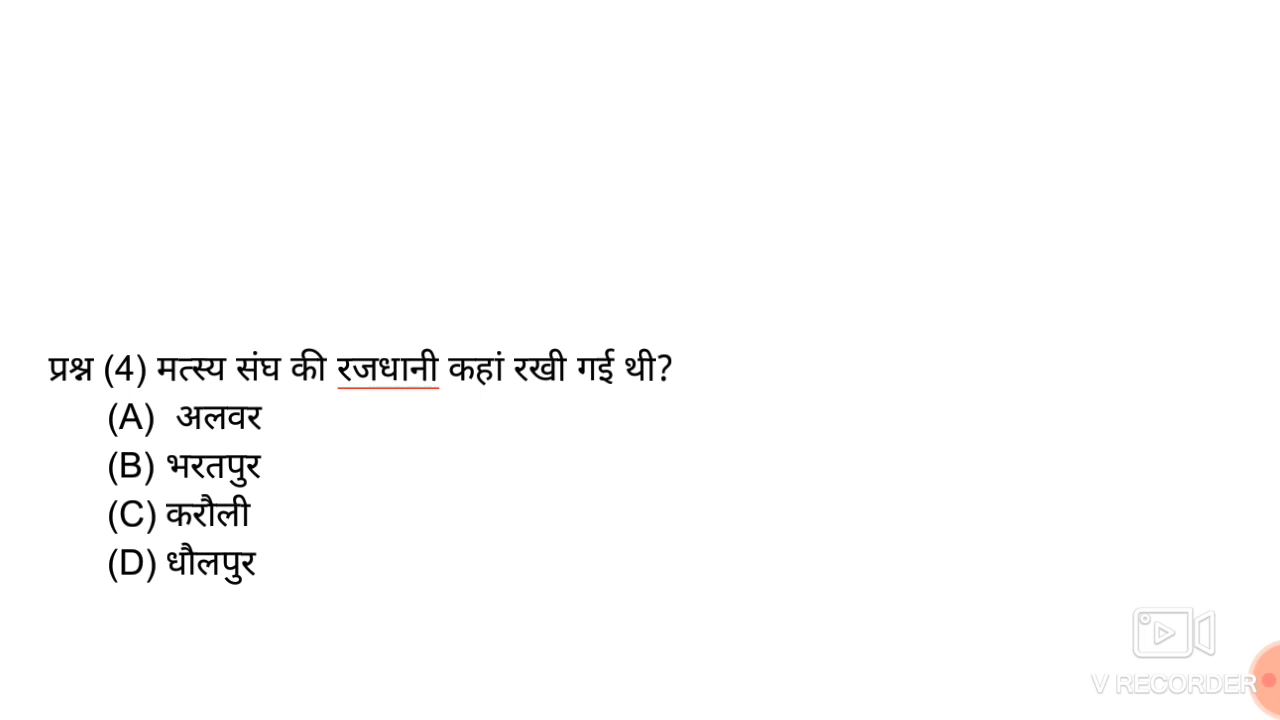 प्रश्न (4) मत्स्य संघ की रजधानी कहां रखी गई थी?
(A) अलवर
(B) भरतपुर
(C) करौली
(D) धौलपुर
V RECORDER